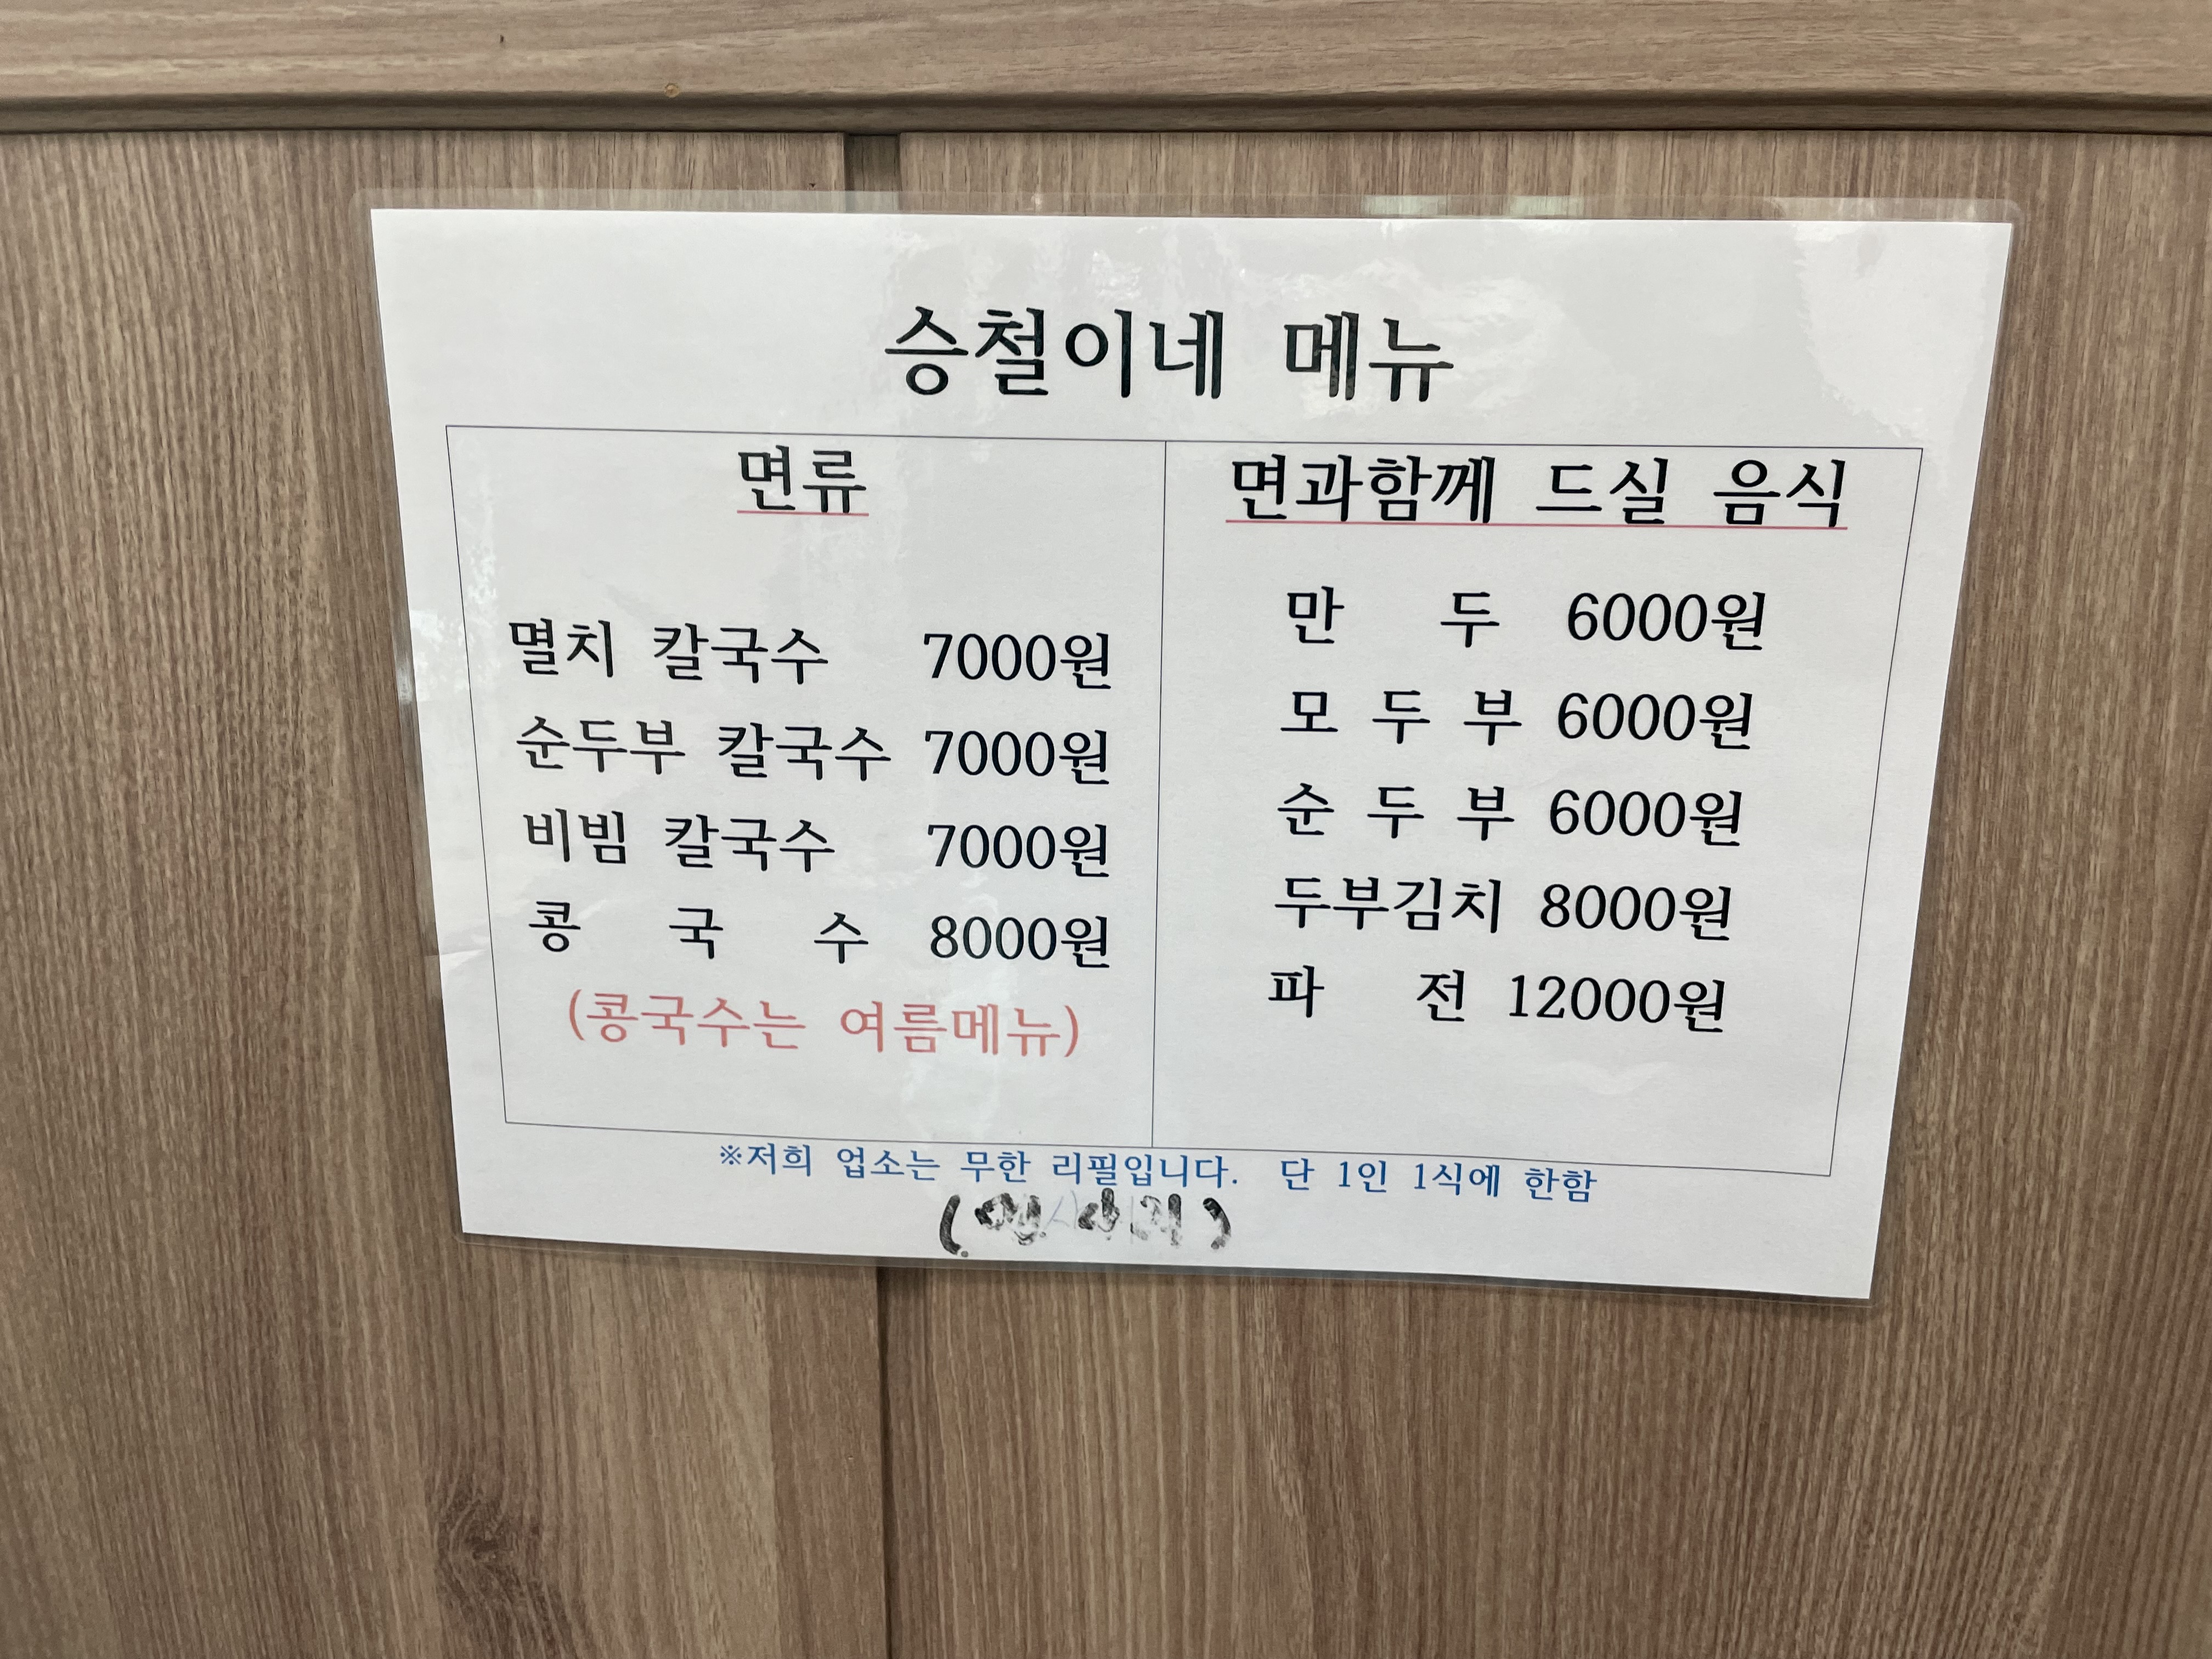 승철이네 메뉴
면류
멸치 칼국수 7000원
순두부 칼국수 7000원
비빔 칼국수 7000원
콩 국 수 8000원
(콩국수는 여름메뉴)
면과함께 드실 음식
만 두 6000원
모 두 부 6000원
순 두 부 6000원
두부김치 8000원
파 전 12000원
※저희 업소는 무한 리필입니다. 단 1인 1식에 한함